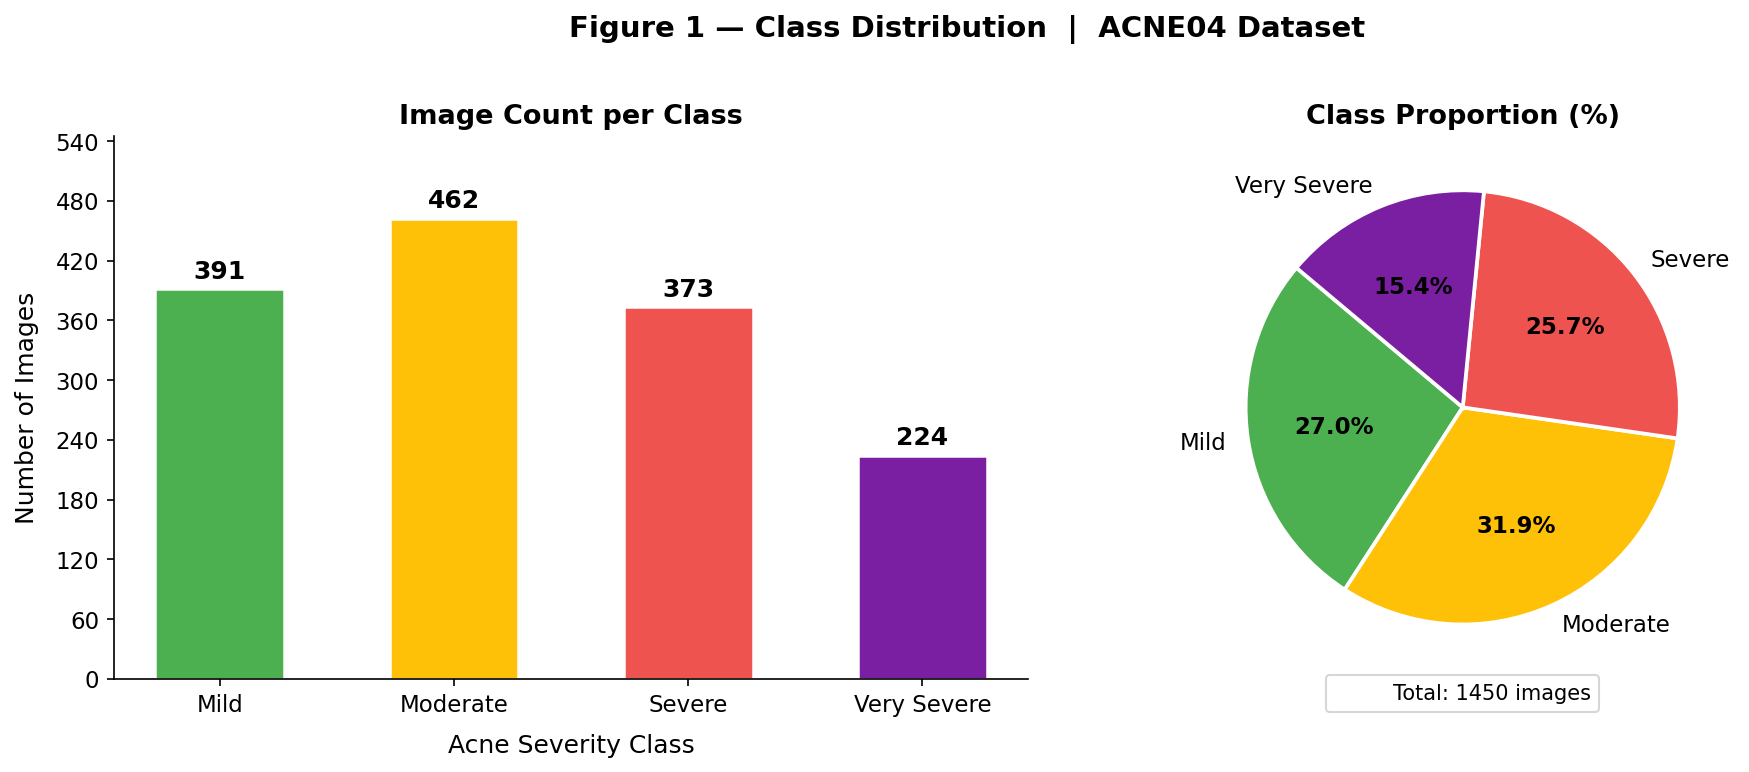 Figure 1 — Class Distribution | ACNE04 Dataset
Image Count per Class
Number of Images
540
480
420
360
300
240
180
120
60
0
391
462
373
224
Mild
Moderate
Severe
Very Severe
Acne Severity Class
Class Proportion (%)
Very Severe
Severe
Mild
Moderate
15.4%
25.7%
27.0%
31.9%
Total: 1450 images